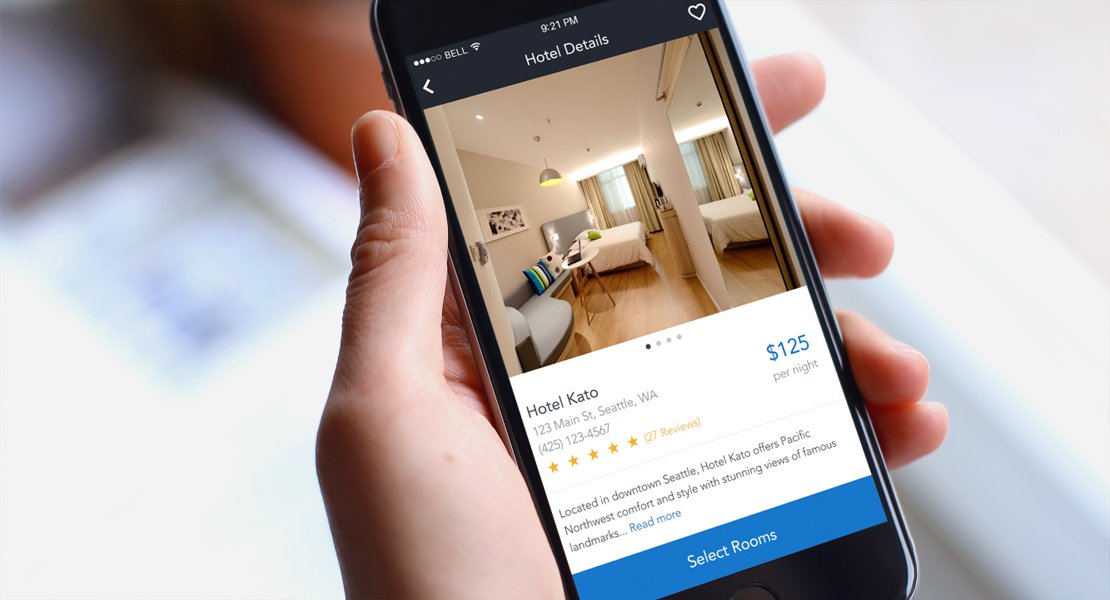 BELL
9:21 PM
Hotel Details
$125
per night
Hotel Kato
123 Main St, Seattle, WA
(425) 123-4567
(27 Reviews)
Located in downtown Seattle, Hotel Kato offers Pacific
Northwest comfort and style with stunning views of famous
landmarks... Read more
Select Rooms